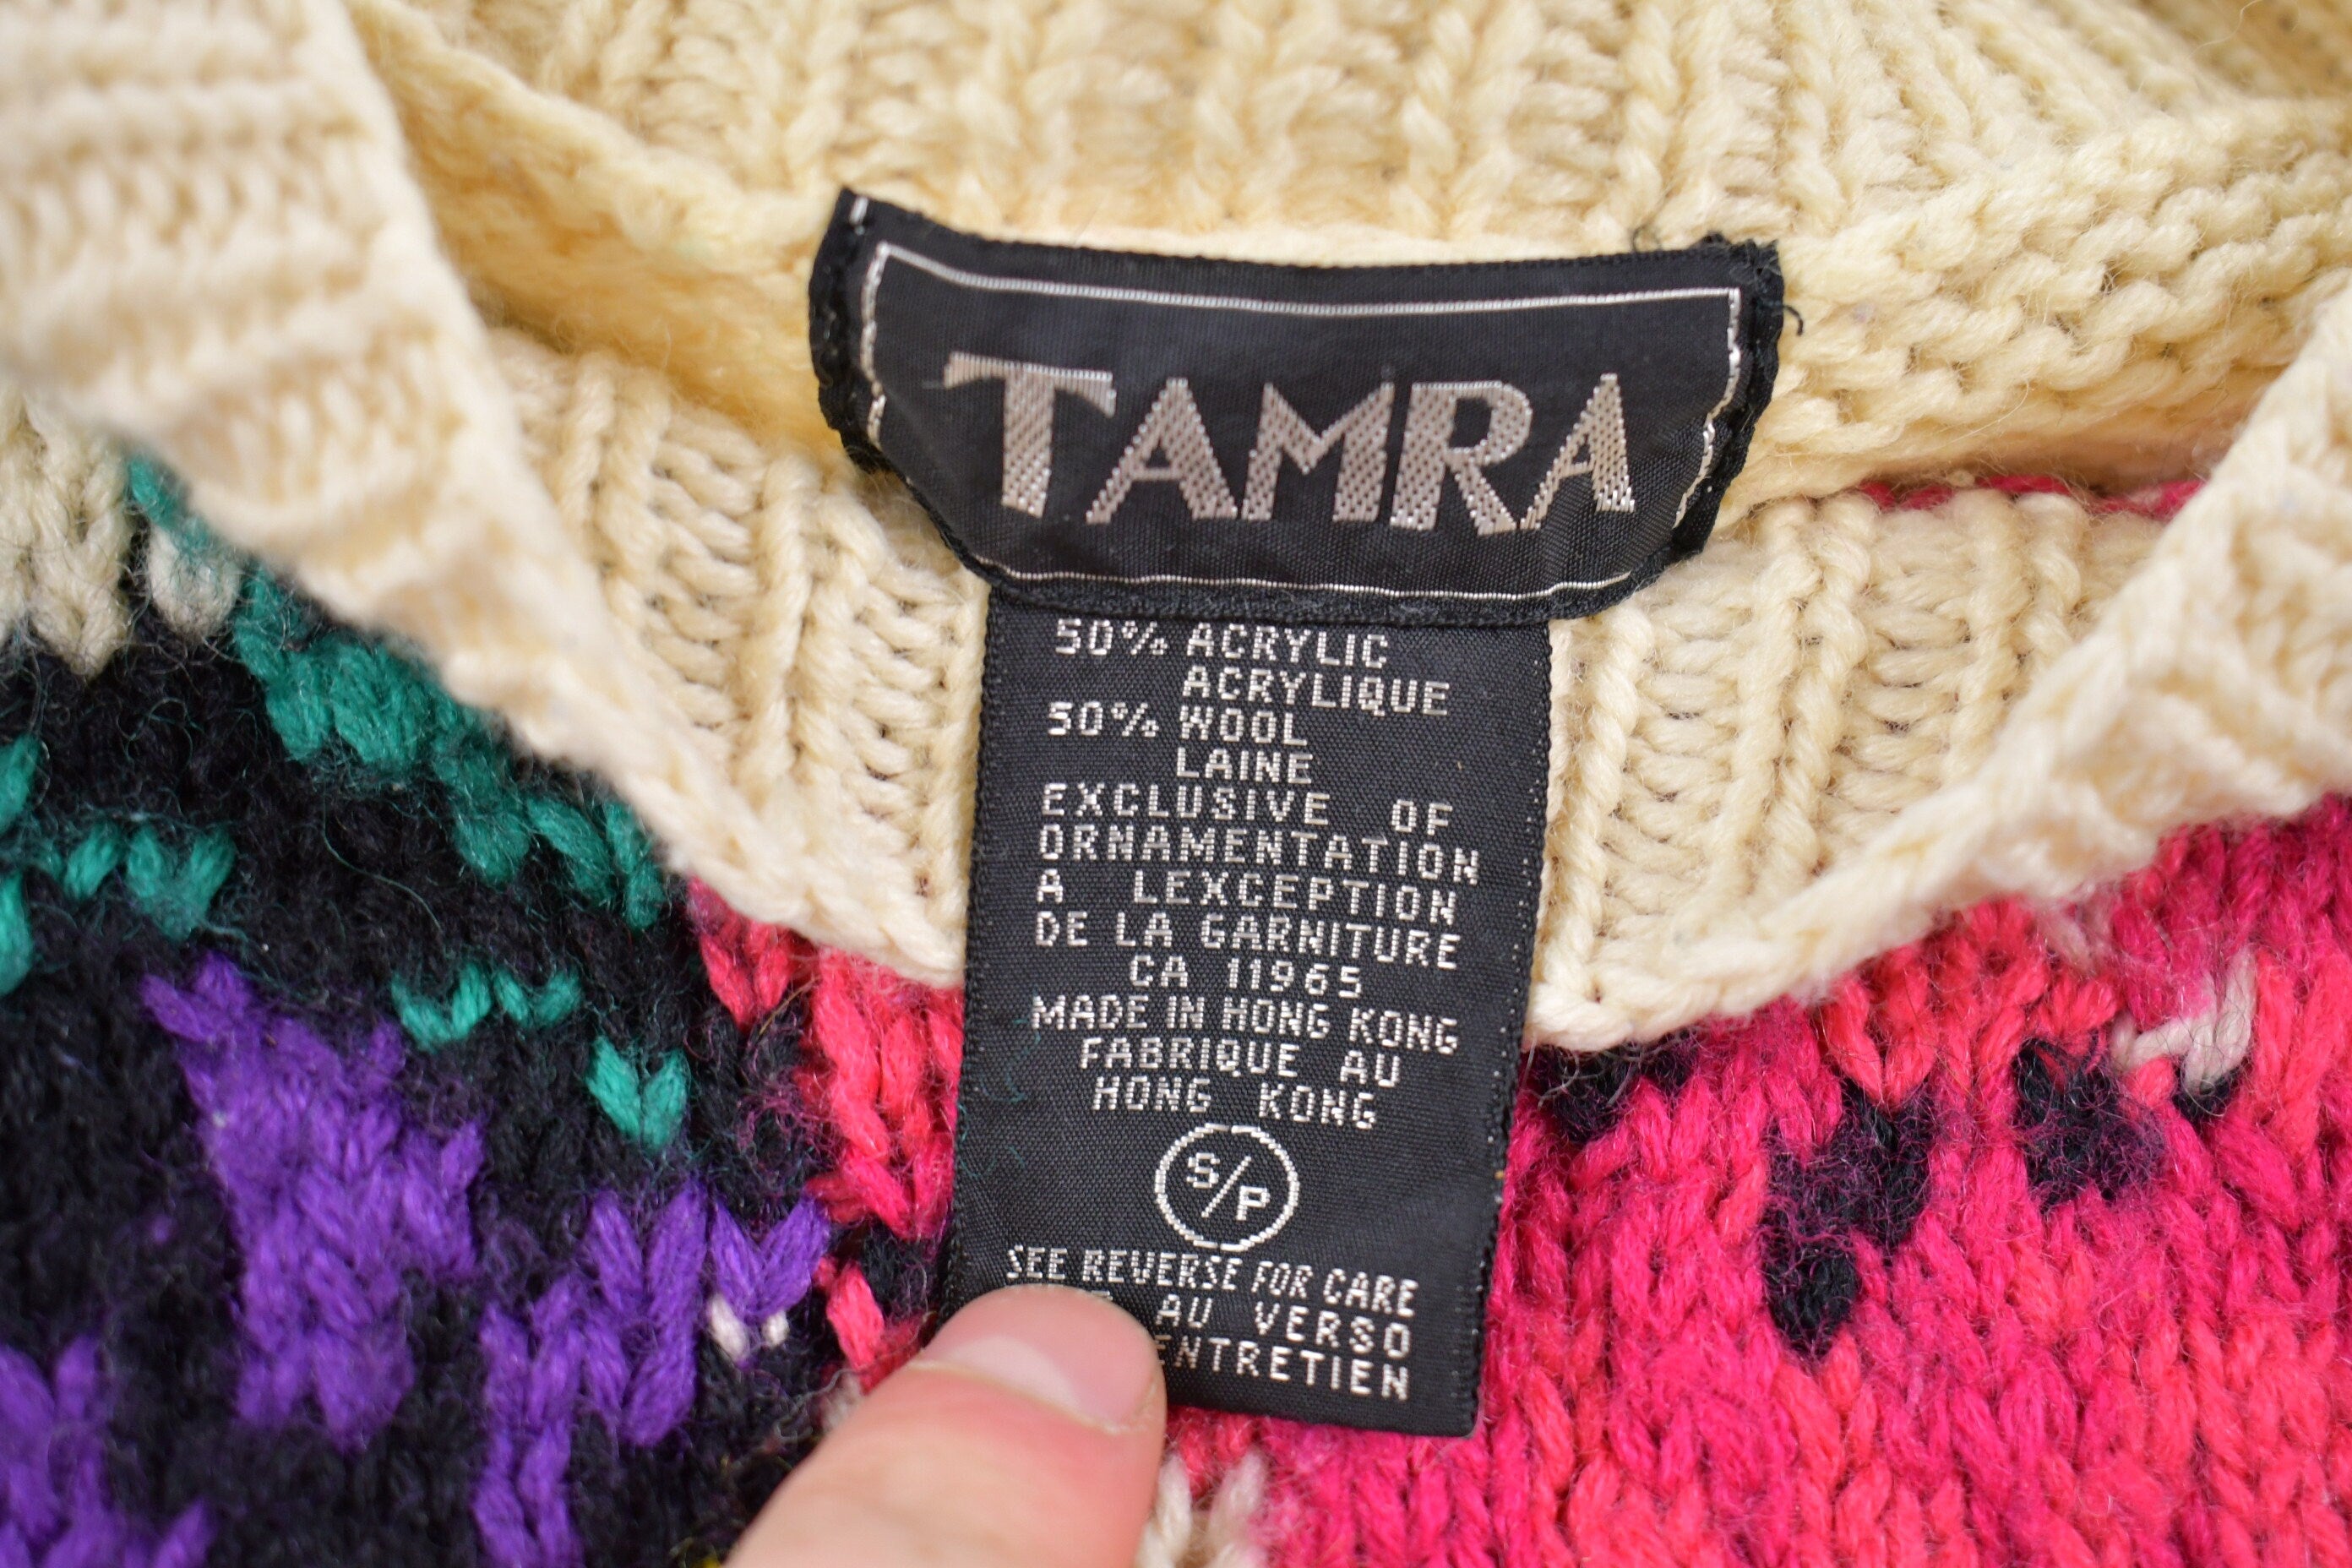 TAMRA
50% ACRYLIC
ACRYLIQUE
50% WOOL
LAINE
EXCLUSIVE OF
ORNAMENTATION
A LEXCEPTION
DE LA GARNITURE
CA 11965
MADE IN HONG KONG
FABRIQUE AU
HONG KONG
S/P
SEE REVERSE FOR CARE
AU VERSO
ENTRETIEN